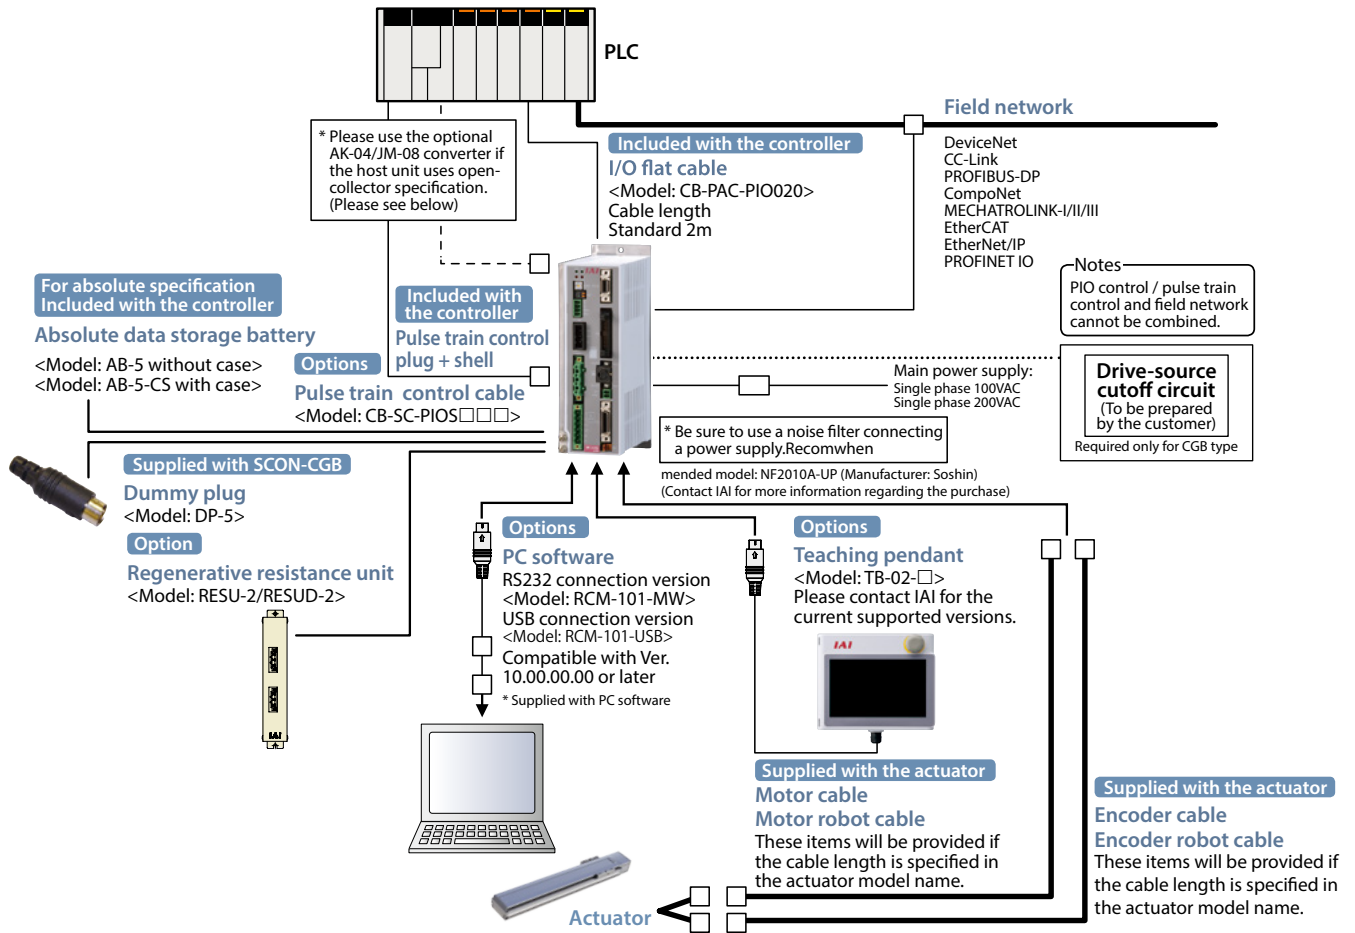 PLC
* Please use the optional
AK-04/JM-08 converter if
the host unit uses open-
collector specification.
(Please see below)
Included with the controller
I/O flat cable
<Model: CB-PAC-PIO020>
Cable length
Standard 2m
Field network
DeviceNet
CC-Link
PROFIBUS-DP
CompoNet
MECHATROLINK-I/II/III
EtherCAT
EtherNet/IP
PROFINET IO
Notes
PIO control / pulse train
control and field network
cannot be combined.
For absolute specification
Included with the controller
Absolute data storage battery
<Model: AB-5 without case>
<Model: AB-5-CS with case>
Included with
the controller
Pulse train control
plug + shell
Options
Pulse train control cable
<Model: CB-SC-PIOS□□□>
IAI
Main power supply:
Single phase 100VAC
Single phase 200VAC
Drive-source
cutoff circuit
(To be prepared
by the customer)
Required only for CGB type
* Be sure to use a noise filter connecting
a power supply.Recomwhen
mended model: NF2010A-UP (Manufacturer: Soshin)
(Contact IAI for more information regarding the purchase)
Supplied with SCON-CGB
Dummy plug
<Model: DP-5>
Option
Regenerative resistance unit
<Model: RESU-2/RESUD-2>
IAI
Options
PC software
RS232 connection version
<Model: RCM-101-MW>
USB connection version
<Model: RCM-101-USB>
Compatible with Ver.
10.00.00.00 or later
* Supplied with PC software
Options
Teaching pendant
<Model: TB-02-□>
Please contact IAI for the
current supported versions.
IAI
Supplied with the actuator
Motor cable
Motor robot cable
These items will be provided if
the cable length is specified in
the actuator model name.
Supplied with the actuator
Encoder cable
Encoder robot cable
These items will be provided if
the cable length is specified in
the actuator model name.
Actuator